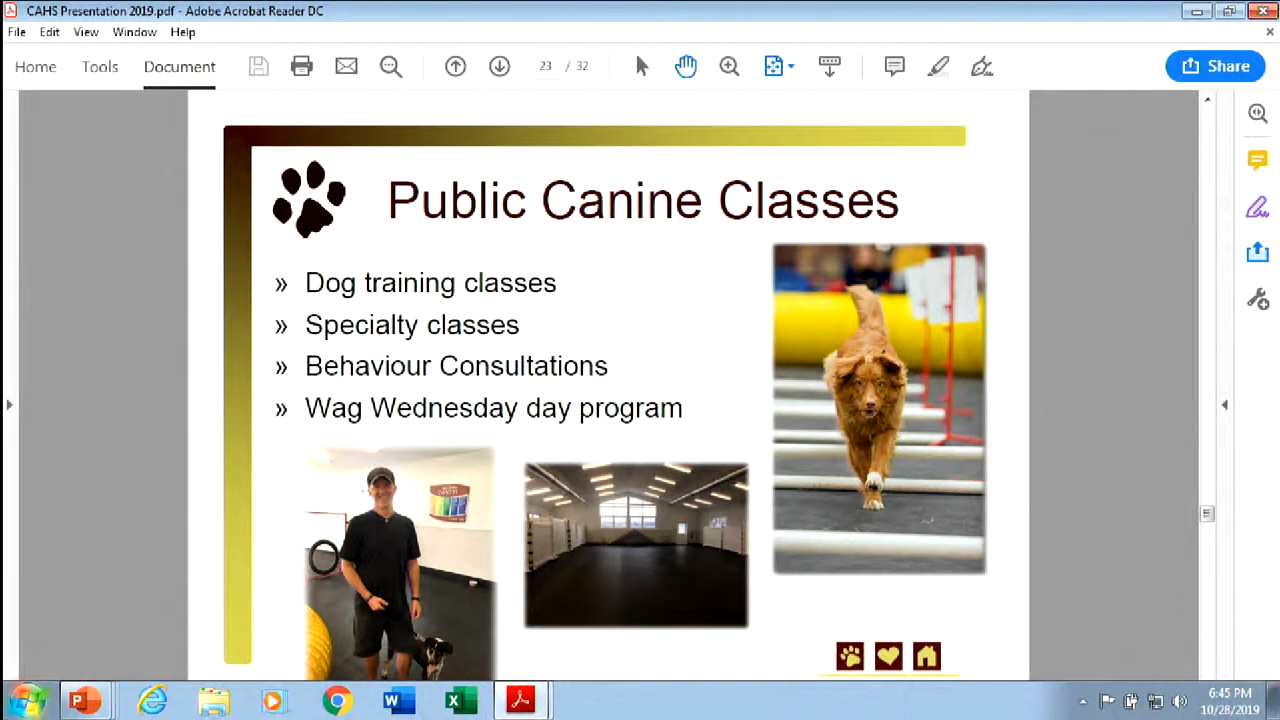 CAHS Presentation 2019.pdf - Adobe Acrobat Reader DC
File Edit View Window Help
Home Tools Document 23 / 32 Share
Public Canine Classes
» Dog training classes
» Specialty classes
» Behaviour Consultations
» Wag Wednesday day program
6:45 PM
10/28/2019